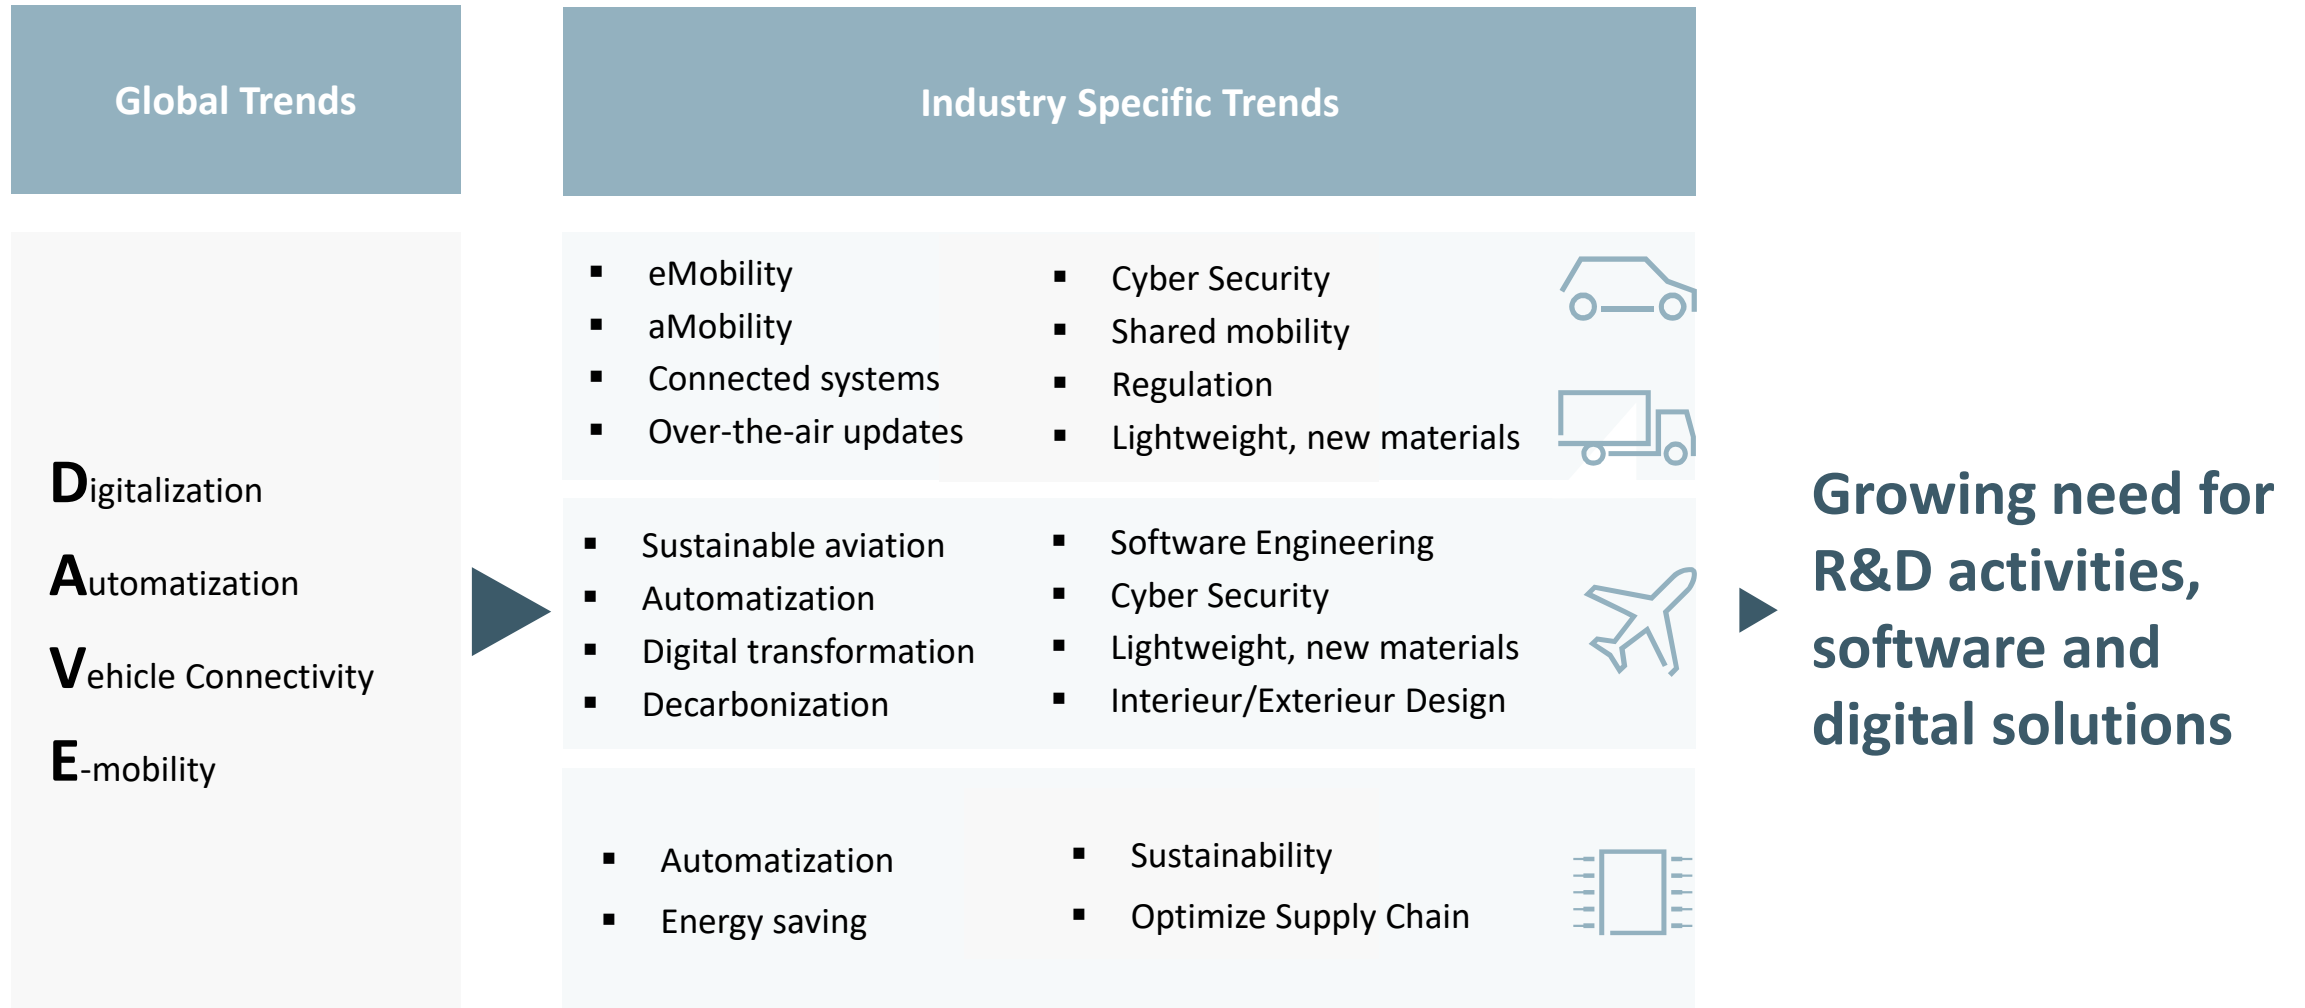 Global Trends
Industry Specific Trends
Digitalization
Automatization
Vehicle Connectivity
E-mobility
▪ eMobility
▪ aMobility
▪ Connected systems
▪ Over-the-air updates
▪ Cyber Security
▪ Shared mobility
▪ Regulation
▪ Lightweight, new materials
▪ Sustainable aviation
▪ Automatization
▪ Digital transformation
▪ Decarbonization
▪ Software Engineering
▪ Cyber Security
▪ Lightweight, new materials
▪ Interieur/Exterieur Design
▪ Automatization
▪ Energy saving
▪ Sustainability
▪ Optimize Supply Chain
Growing need for
R&D activities,
software and
digital solutions